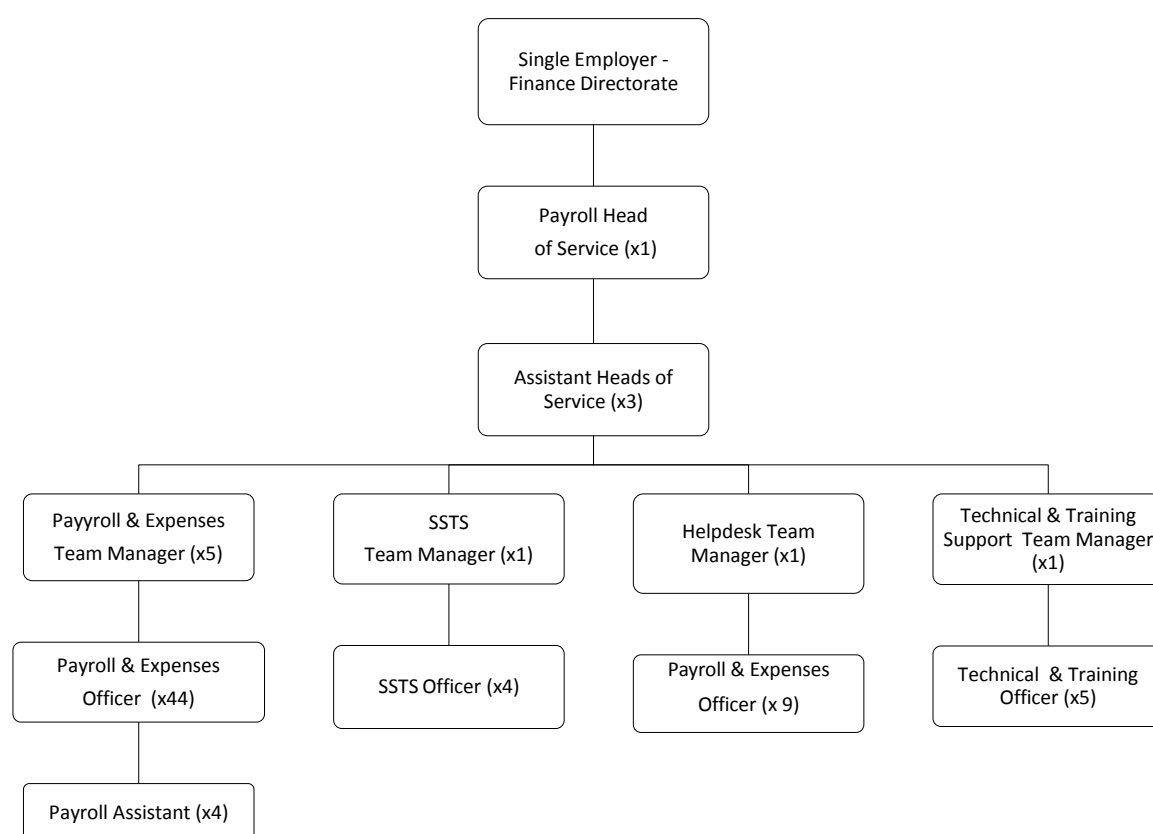 Single Employer -
Finance Directorate
Payroll Head
of Service (x1)
Assistant Heads of
Service (x3)
Payyroll & Expenses
Team Manager (x5)
SSTS
Team Manager (x1)
Helpdesk Team
Manager (x1)
Technical & Training
Support Team Manager
(x1)
Payroll & Expenses
Officer (x44)
SSTS Officer (x4)
Payroll & Expenses
Officer (x 9)
Technical & Training
Officer (x5)
Payroll Assistant (x4)